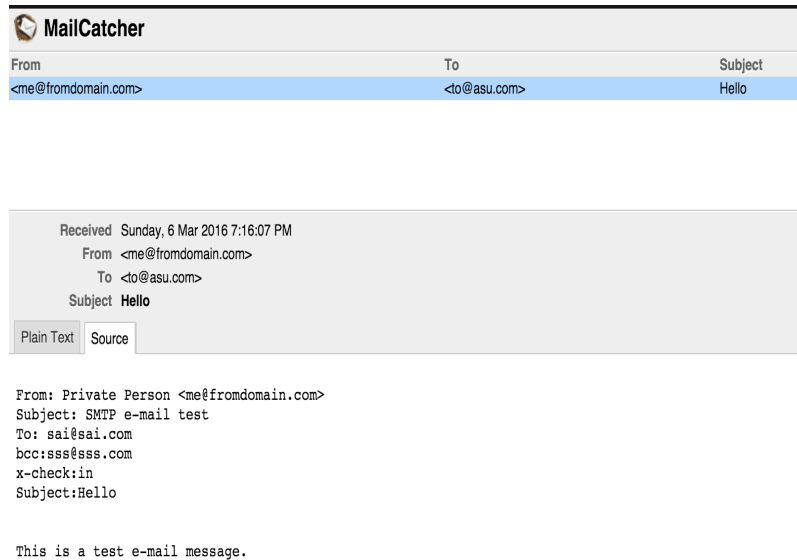 MailCatcher
From To Subject
<me@fromdomain.com> <to@asu.com> Hello
Received Sunday, 6 Mar 2016 7:16:07 PM
From <me@fromdomain.com>
To <to@asu.com>
Subject Hello
Plain Text Source
From: Private Person <me@fromdomain.com>
Subject: SMTP e-mail test
To: sai@sai.com
bcc:sss@sss.com
x-check:in
Subject:Hello
This is a test e-mail message.